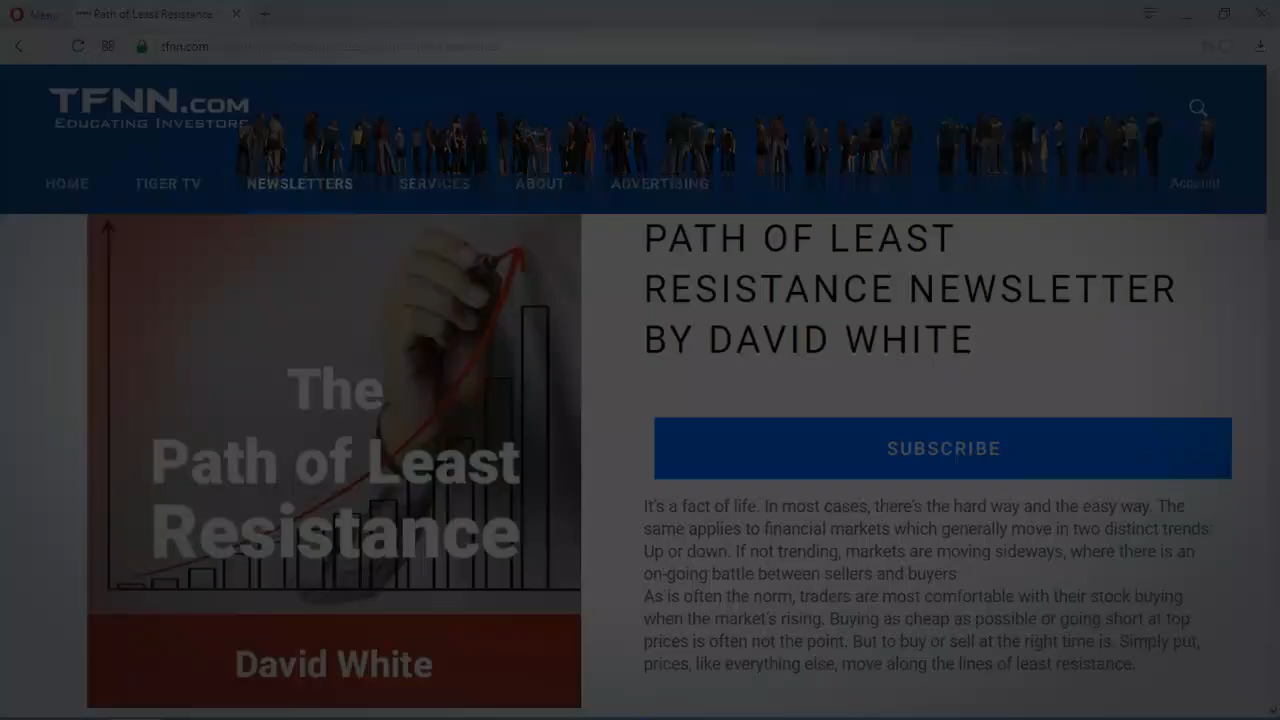 Menu
Path of Least Resistance
tfnn.com
TFNN.COM
EDUCATING INVESTORS
HOME
TIGER TV
NEWSLETTERS
SERVICES
ABOUT
ADVERTISING
Account
The
Path of Least
Resistance
David White
PATH OF LEAST
RESISTANCE NEWSLETTER
BY DAVID WHITE
SUBSCRIBE
It's a fact of life. In most cases, there's the hard way and the easy way. The
same applies to financial markets which generally move in two distinct trends:
Up or down. If not trending, markets are moving sideways, where there is an
on-going battle between sellers and buyers
As is often the norm, traders are most comfortable with their stock buying
when the market's rising. Buying as cheap as possible or going short at top
prices is often not the point. But to buy or sell at the right time is. Simply put,
prices, like everything else, move along the lines of least resistance.